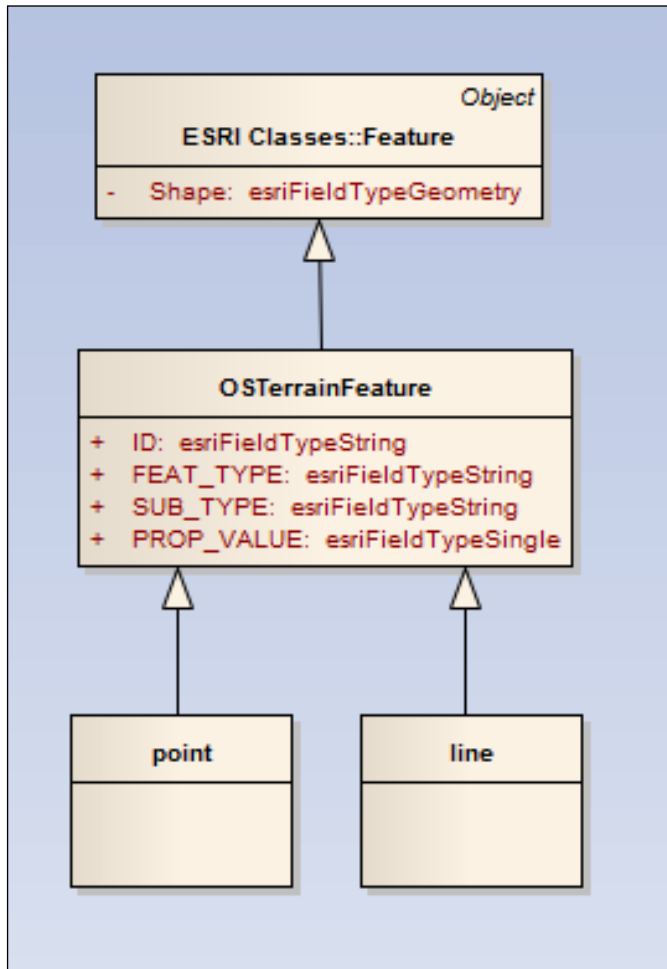 Object
ESRI Classes::Feature
- Shape: esriFieldTypeGeometry
OSTerrainFeature
+ ID: esriFieldTypeString
+ FEAT_TYPE: esriFieldTypeString
+ SUB_TYPE: esriFieldTypeString
+ PROP_VALUE: esriFieldTypeSingle
point
line